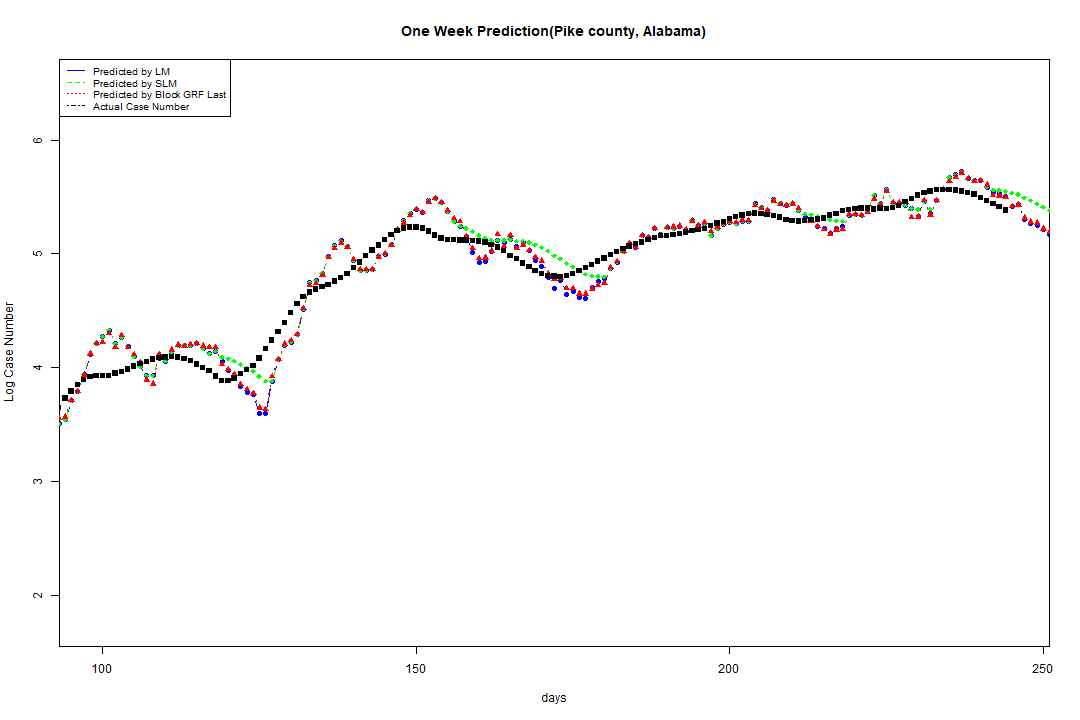 One Week Prediction(Pike county, Alabama)
Predicted by LM
Predicted by SLM
Predicted by Block GRF Last
Actual Case Number
6
5
4
3
2
Log Case Number
100 150 200 250
days